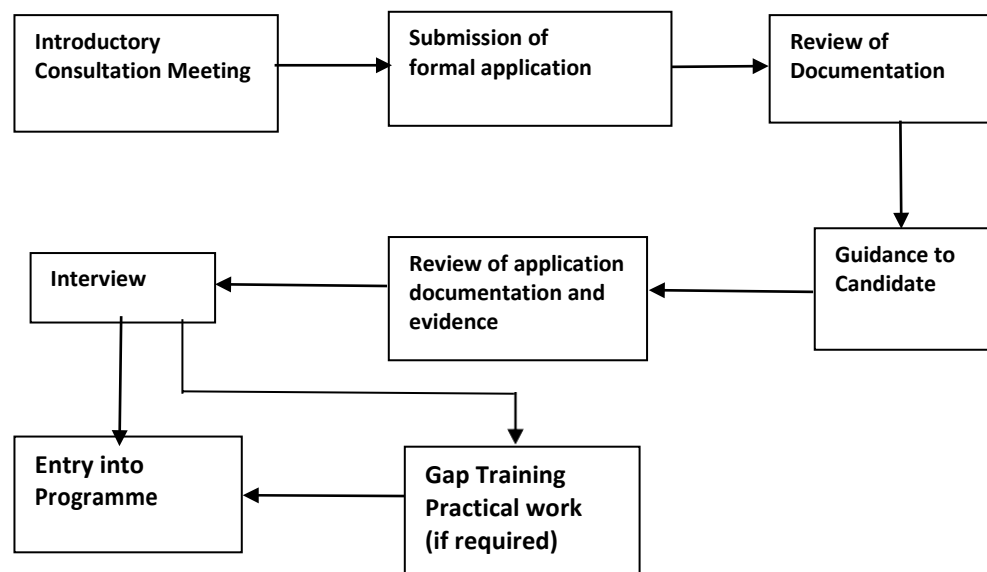 Introductory
Consultation Meeting
Submission of
formal application
Review of
Documentation
Guidance to
Candidate
Review of application
documentation and
evidence
Interview
Entry into
Programme
Gap Training
Practical work
(if required)